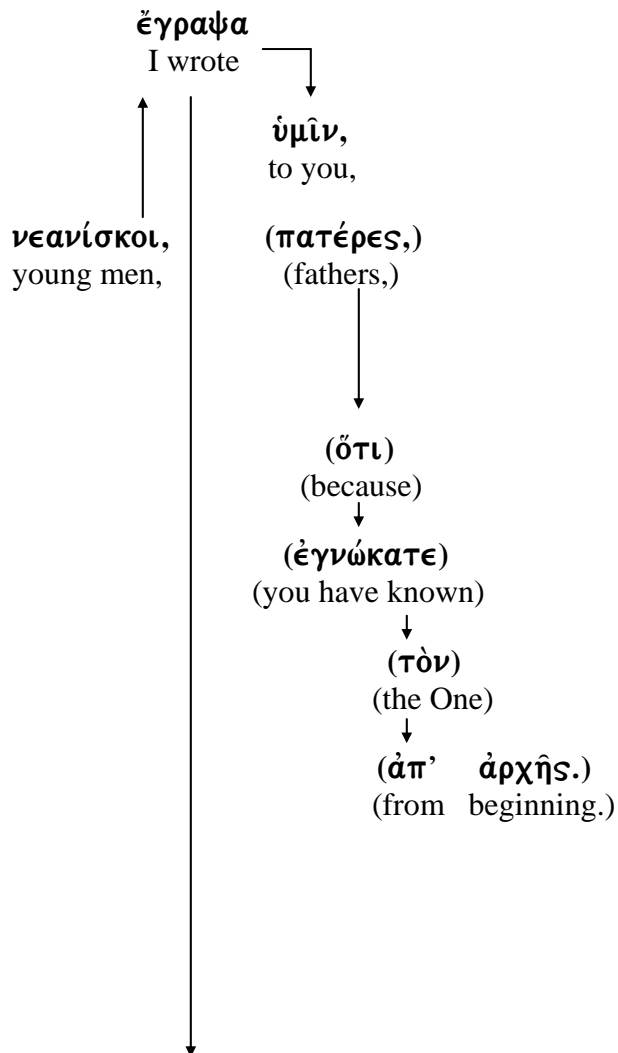 ἔγραψα
I wrote
ὑμῖν,
to you,
νεανίσκοι, (πατέρες,)
young men, (fathers,)
(ὅτι)
(because)
(ἐγνώκατε)
(you have known)
(τὸν)
(the One)
(ἀπ’ ἀρχῆς.)
(from beginning.)